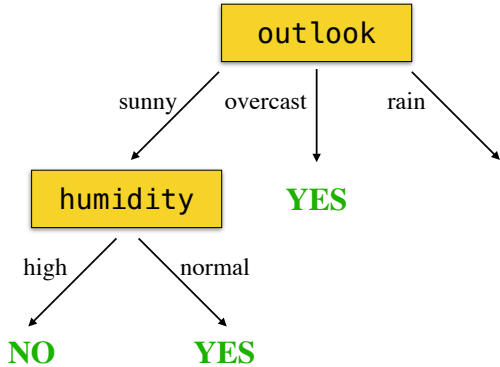 outlook
sunny overcast rain
humidity YES
high normal
NO YES